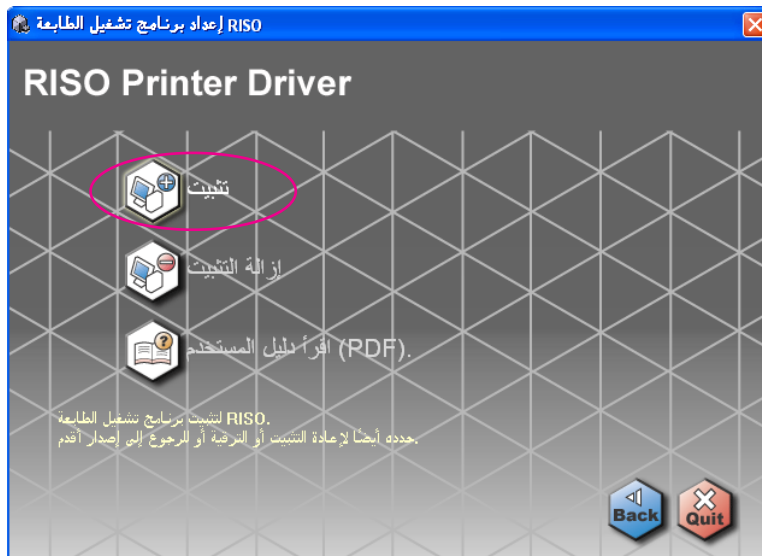 إعداد برنامج تشغيل الطابعة RISO
RISO Printer Driver
تثبيت
إزالة التثبيت
اقرأ دليل المستخدم (PDF).
لتثبيت برنامج تشغيل الطابعة RISO.
حدده أيضًا لإعادة التثبيت أو الترقية أو للرجوع إلى إصدار أقدم.
Back
Quit